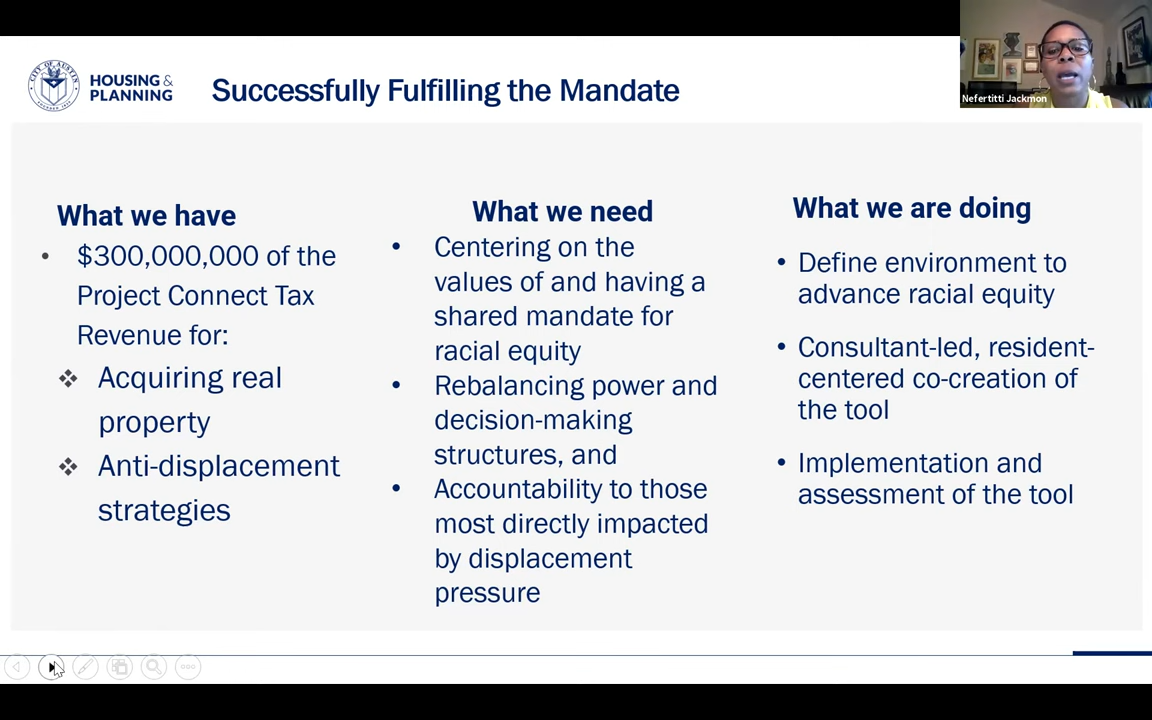 CITY OF AUSTIN
HOUSING &
PLANNING
Successfully Fulfilling the Mandate
Nefertitti Jackmon
What we have
• $300,000,000 of the
Project Connect Tax
Revenue for:
❖ Acquiring real
property
❖ Anti-displacement
strategies
What we need
• Centering on the
values of and having a
shared mandate for
racial equity
• Rebalancing power and
decision-making
structures, and
• Accountability to those
most directly impacted
by displacement
pressure
What we are doing
• Define environment to
advance racial equity
• Consultant-led, resident-
centered co-creation of
the tool
• Implementation and
assessment of the tool